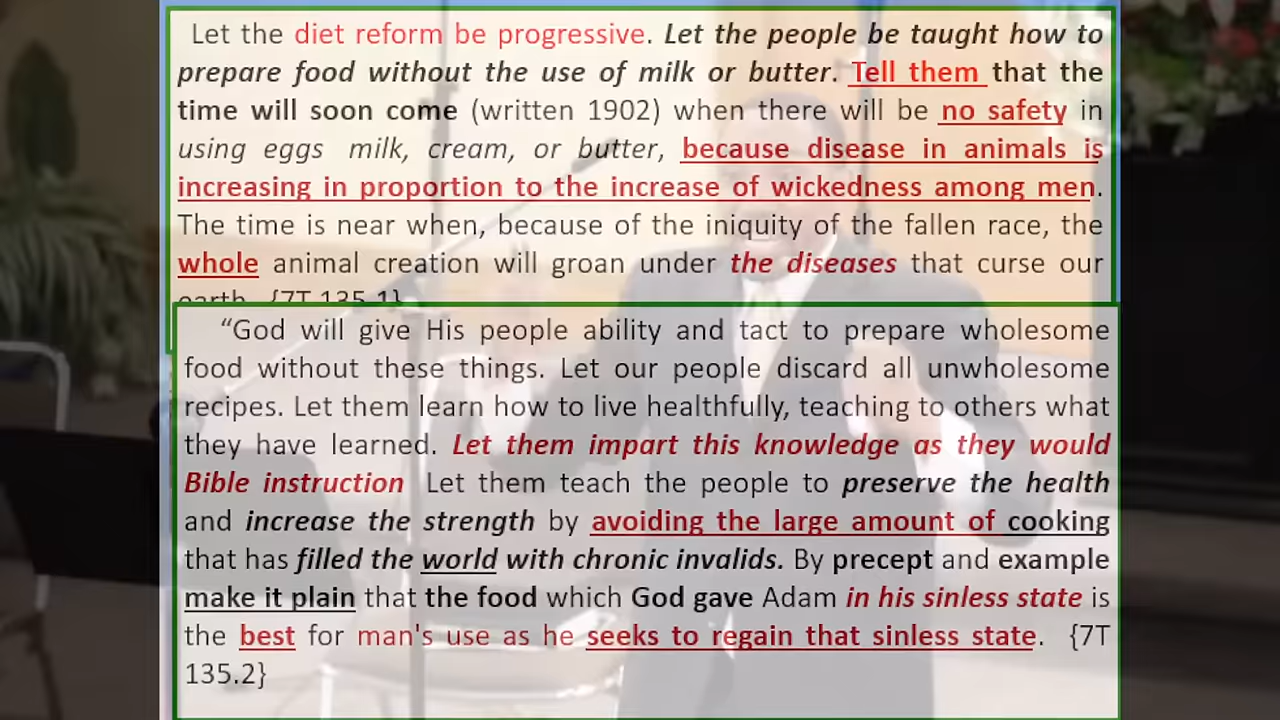 Let the diet reform be progressive. Let the people be taught how to
prepare food without the use of milk or butter. Tell them that the
time will soon come (written 1902) when there will be no safety in
using eggs milk, cream, or butter, because disease in animals is
increasing in proportion to the increase of wickedness among men.
The time is near when, because of the iniquity of the fallen race, the
whole animal creation will groan under the diseases that curse our
earth. {7T 135.1}
“God will give His people ability and tact to prepare wholesome
food without these things. Let our people discard all unwholesome
recipes. Let them learn how to live healthfully, teaching to others what
they have learned. Let them impart this knowledge as they would
Bible instruction Let them teach the people to preserve the health
and increase the strength by avoiding the large amount of cooking
that has filled the world with chronic invalids. By precept and example
make it plain that the food which God gave Adam in his sinless state is
the best for man's use as he seeks to regain that sinless state. {7T
135.2}